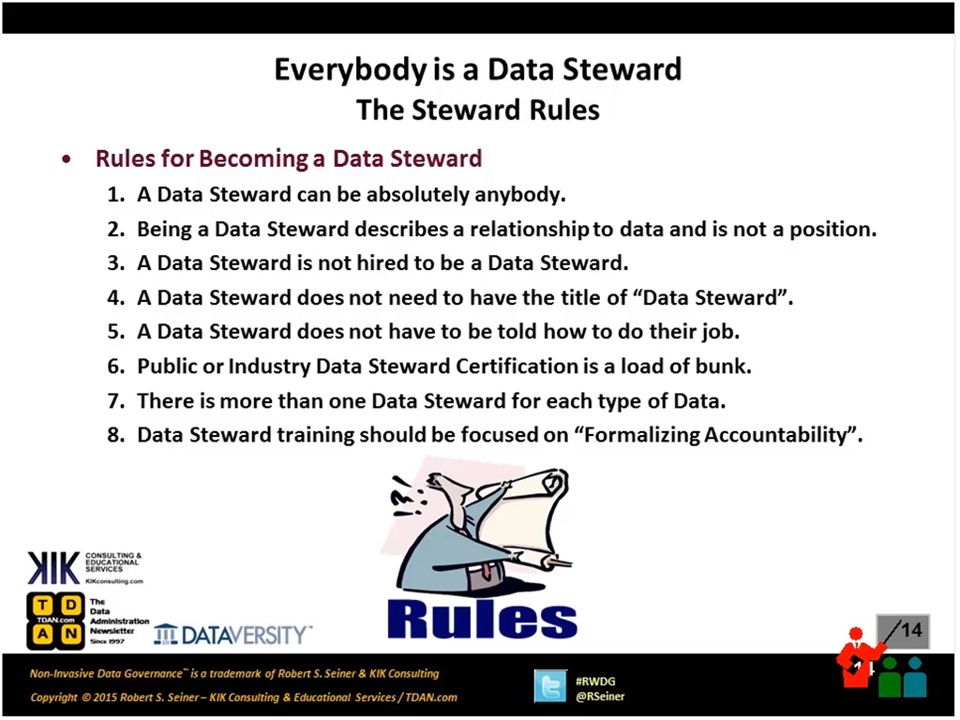 Everybody is a Data Steward
The Steward Rules
• Rules for Becoming a Data Steward
1. A Data Steward can be absolutely anybody.
2. Being a Data Steward describes a relationship to data and is not a position.
3. A Data Steward is not hired to be a Data Steward.
4. A Data Steward does not need to have the title of “Data Steward”.
5. A Data Steward does not have to be told how to do their job.
6. Public or Industry Data Steward Certification is a load of bunk.
7. There is more than one Data Steward for each type of Data.
8. Data Steward training should be focused on “Formalizing Accountability”.
?!
Rules
KIK CONSULTING & EDUCATIONAL SERVICES
KIKconsulting.com
T D
TDAN.com
A N
The
Data
Administration
Newsletter
Since 1997
DATAVERSITY™
/14
14
Non-Invasive Data Governance™ is a trademark of Robert S. Seiner & KIK Consulting
Copyright © 2015 Robert S. Seiner – KIK Consulting & Educational Services / TDAN.com
#RWDG
@RSeiner